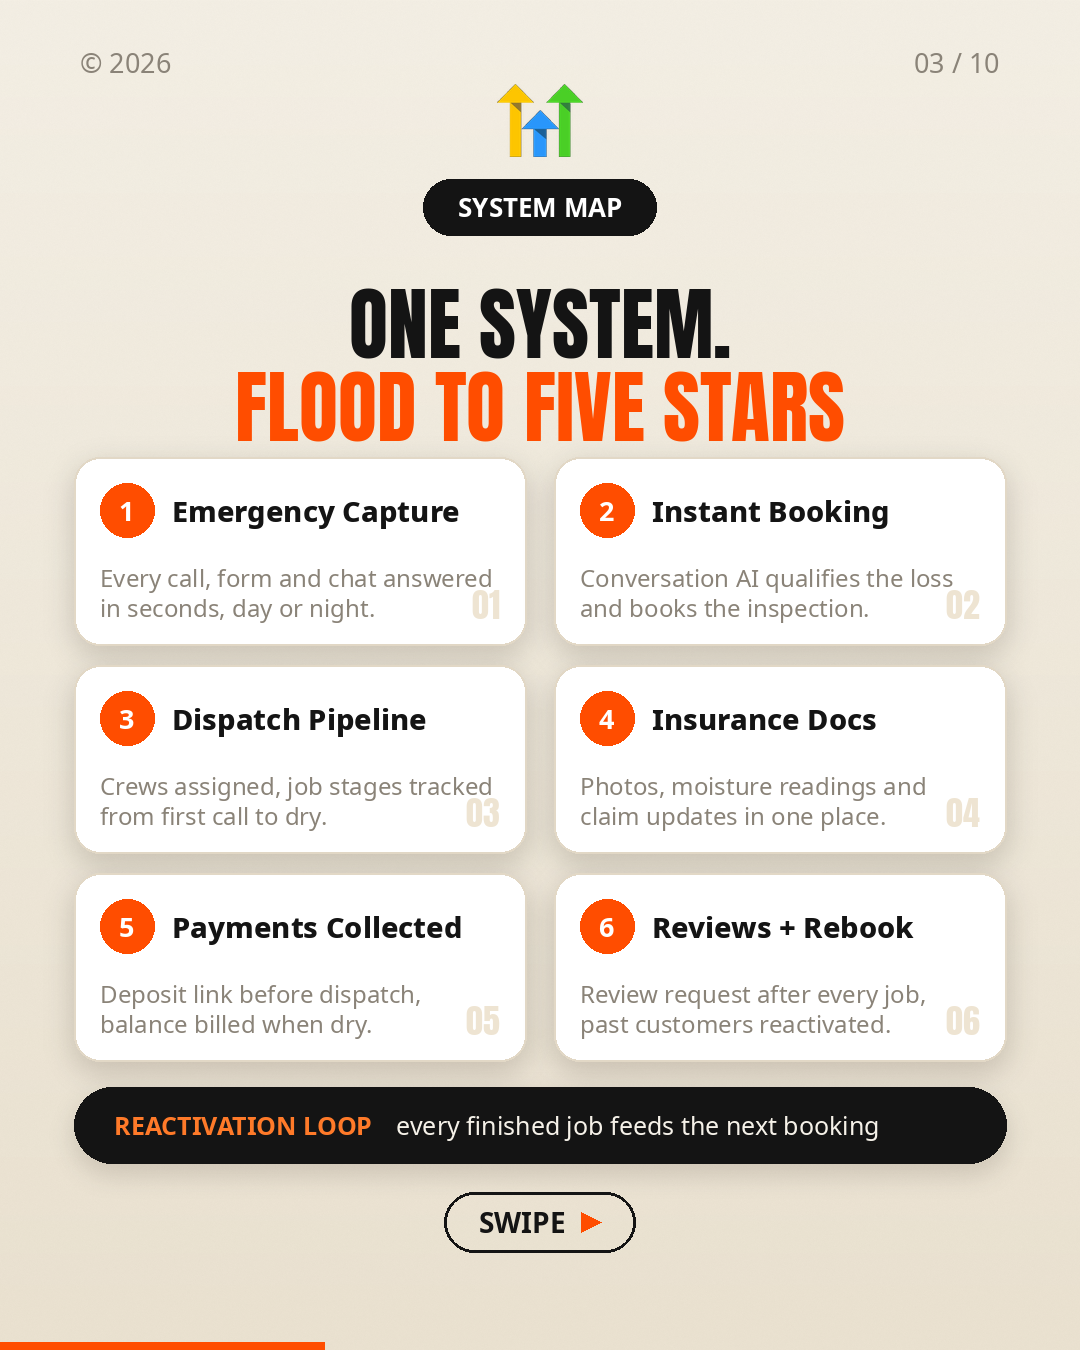 © 2026
03 / 10
SYSTEM MAP
ONE SYSTEM.
FLOOD TO FIVE STARS
1 Emergency Capture
Every call, form and chat answered
in seconds, day or night.
01
2 Instant Booking
Conversation AI qualifies the loss
and books the inspection.
02
3 Dispatch Pipeline
Crews assigned, job stages tracked
from first call to dry.
03
4 Insurance Docs
Photos, moisture readings and
claim updates in one place.
04
5 Payments Collected
Deposit link before dispatch,
balance billed when dry.
05
6 Reviews + Rebook
Review request after every job,
past customers reactivated.
06
REACTIVATION LOOP every finished job feeds the next booking
SWIPE